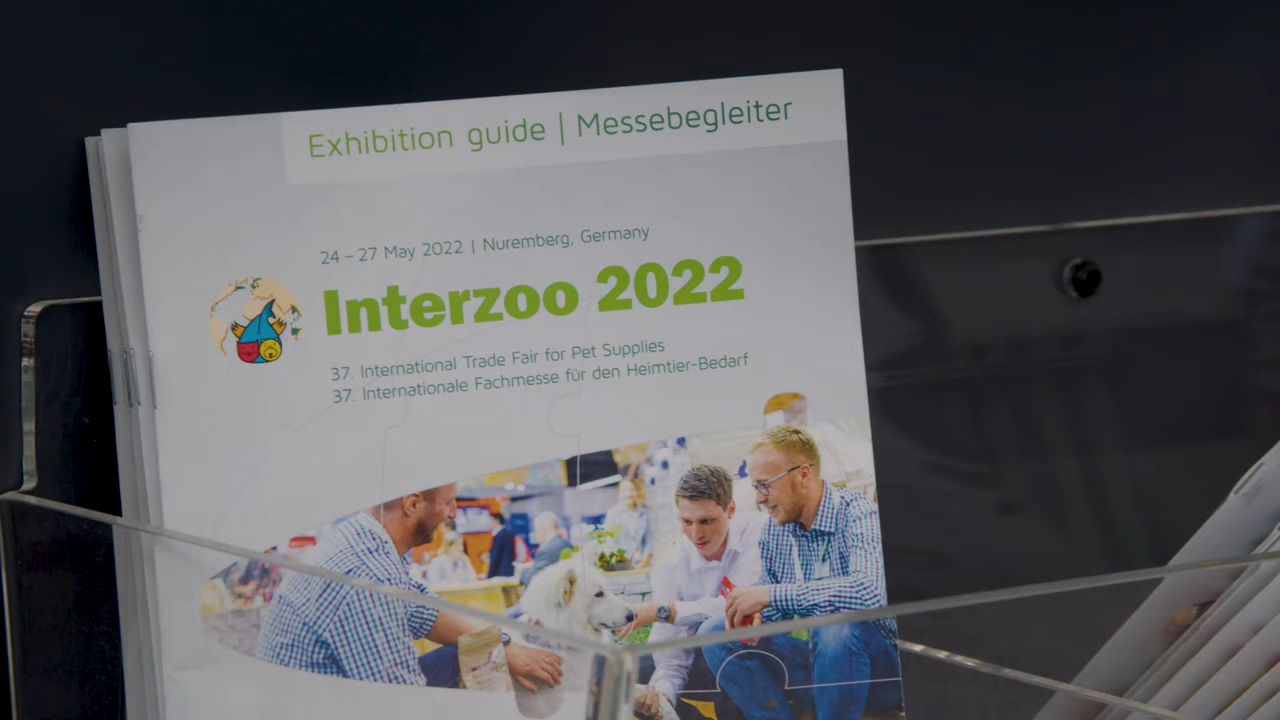 Exhibition guide | Messebegleiter
24 – 27 May 2022 | Nuremberg, Germany
Interzoo 2022
37. International Trade Fair for Pet Supplies
37. Internationale Fachmesse für den Heimtier-Bedarf